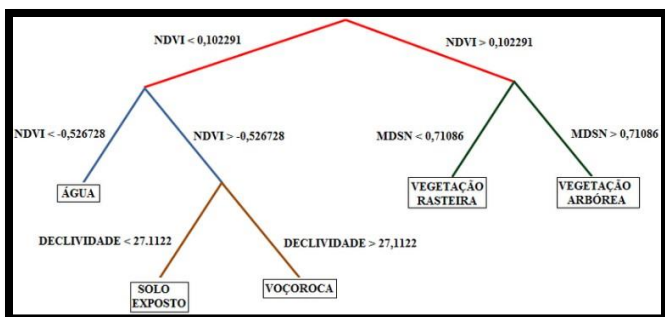 NDVI < 0,102291
NDVI > 0,102291
NDVI < -0,526728
NDVI > -0,526728
MDSN < 0,71086
MDSN > 0,71086
ÁGUA
VEGETAÇÃO
RASTEIRA
VEGETAÇÃO
ARBÓREA
DECLIVIDADE < 27.1122
DECLIVIDADE > 27,1122
SOLO
EXPOSTO
VOÇOROCA